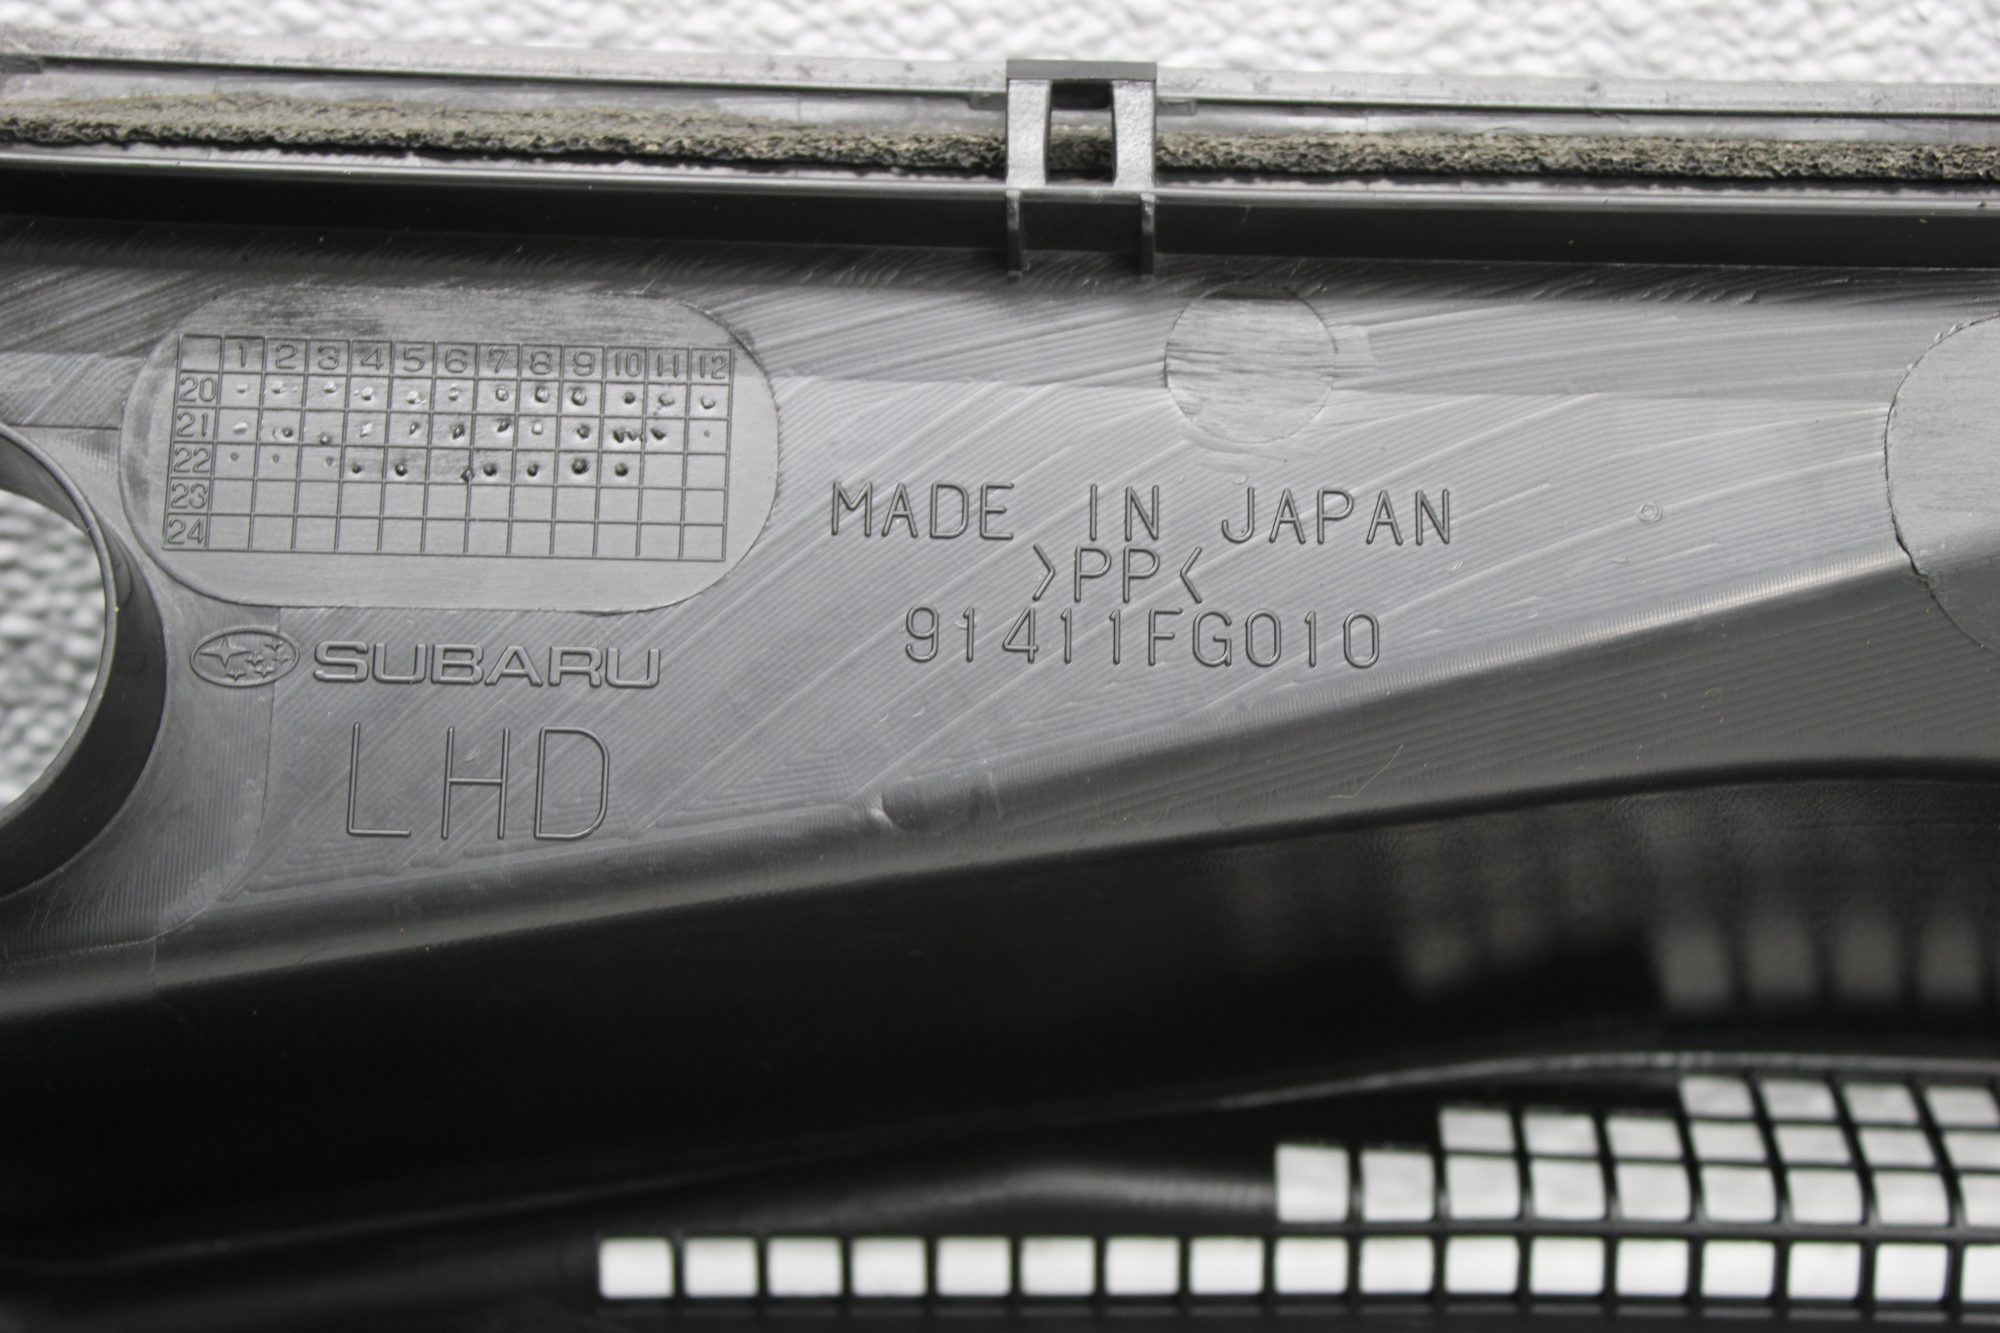 1 2 3 4 5 6 7 8 9 10 11 12
20
21
22
23
24
MADE IN JAPAN
>PP<
91411FG010
SUBARU
LHD